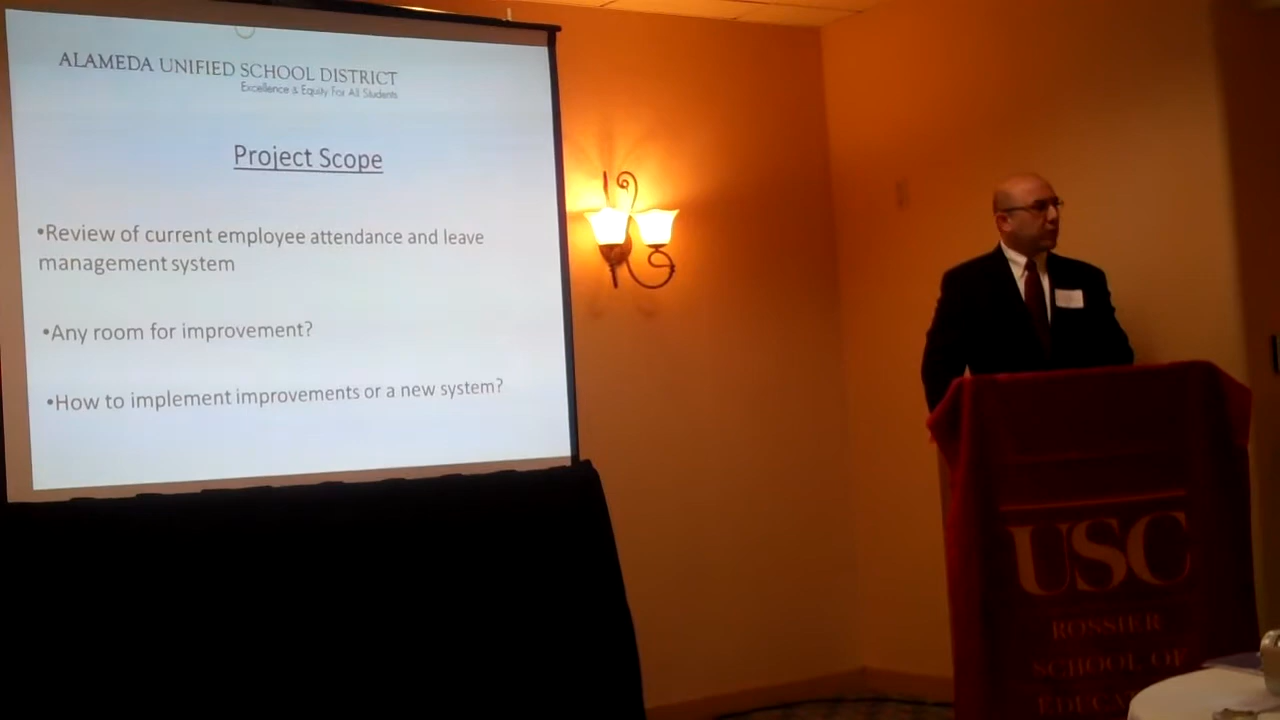 ALAMEDA UNIFIED SCHOOL DISTRICT
Excellence & Equity For All Students
Project Scope
•Review of current employee attendance and leave
management system
•Any room for improvement?
•How to implement improvements or a new system?
USC
ROSSIER
SCHOOL OF